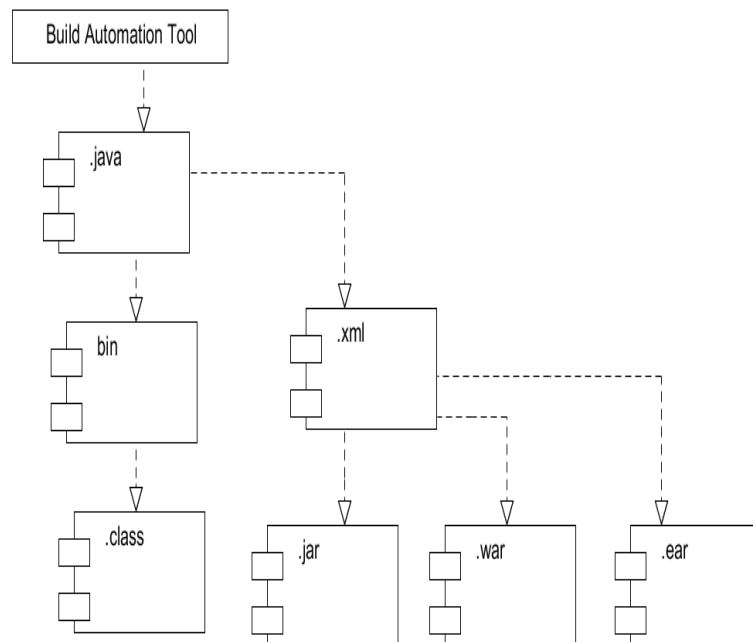 Build Automation Tool
.java
bin
.xml
.class
.jar
.war
.ear